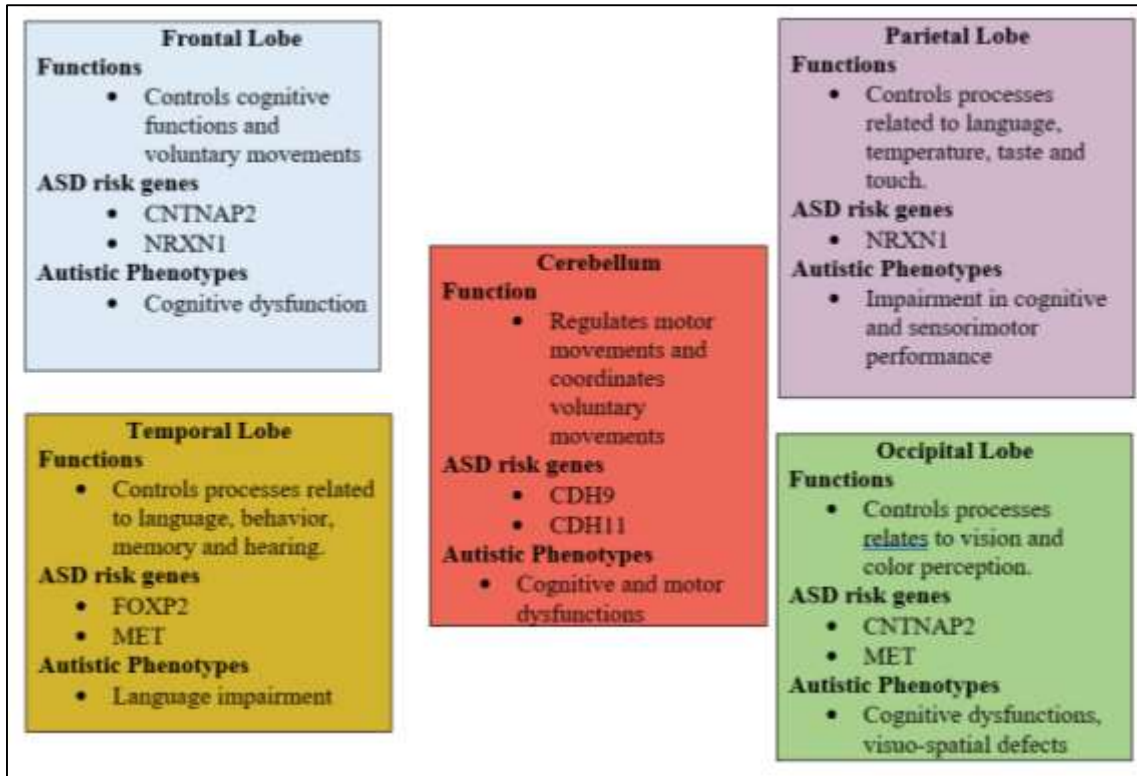 Frontal Lobe
Functions
• Controls cognitive
functions and
voluntary movements
ASD risk genes
• CNTNAP2
• NRXN1
Autistic Phenotypes
• Cognitive dysfunction
Temporal Lobe
Functions
• Controls processes related
to language, behavior,
memory and hearing.
ASD risk genes
• FOXP2
• MET
Autistic Phenotypes
• Language impairment
Cerebellum
Function
• Regulates motor
movements and
coordinates
voluntary
movements
ASD risk genes
• CDH9
• CDH11
Autistic Phenotypes
• Cognitive and motor
dysfunctions
Parietal Lobe
Functions
• Controls processes
related to language,
temperature, taste and
touch.
ASD risk genes
• NRXN1
Autistic Phenotypes
• Impairment in cognitive
and sensorimotor
performance
Occipital Lobe
Functions
• Controls processes
relates to vision and
color perception.
ASD risk genes
• CNTNAP2
• MET
Autistic Phenotypes
• Cognitive dysfunctions,
visuo-spatial defects